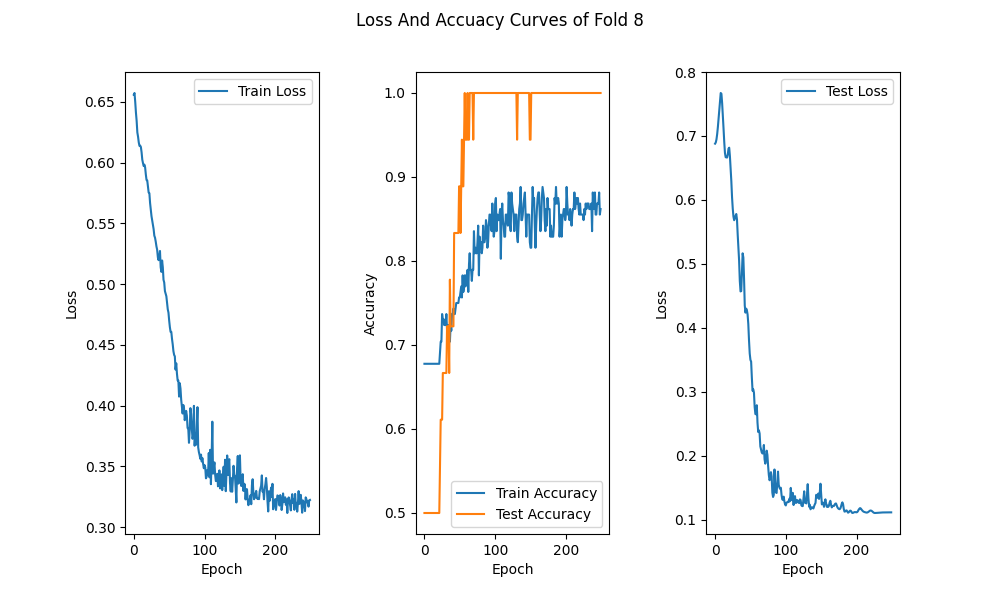 Loss And Accuacy Curves of Fold 8
Train Loss
0.65
0.60
0.55
0.50
0.45
0.40
0.35
0.30
Loss
0
100
200
Epoch
1.0
0.9
0.8
0.7
0.6
0.5
Accuracy
Train Accuracy
Test Accuracy
0
100
200
Epoch
Test Loss
0.8
0.7
0.6
0.5
0.4
0.3
0.2
0.1
Loss
0
100
200
Epoch